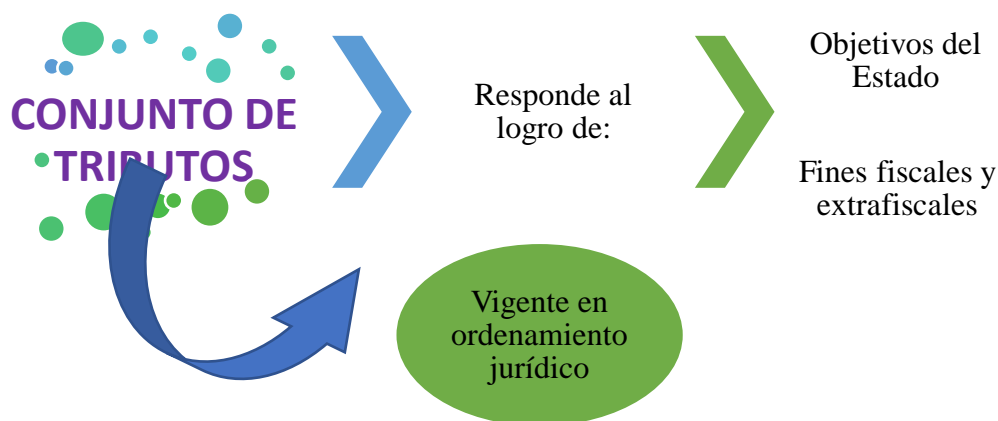 CONJUNTO DE
TRIBUTOS
Responde al
logro de:
Objetivos del
Estado
Fines fiscales y
extrafiscales
Vigente en
ordenamiento
jurídico